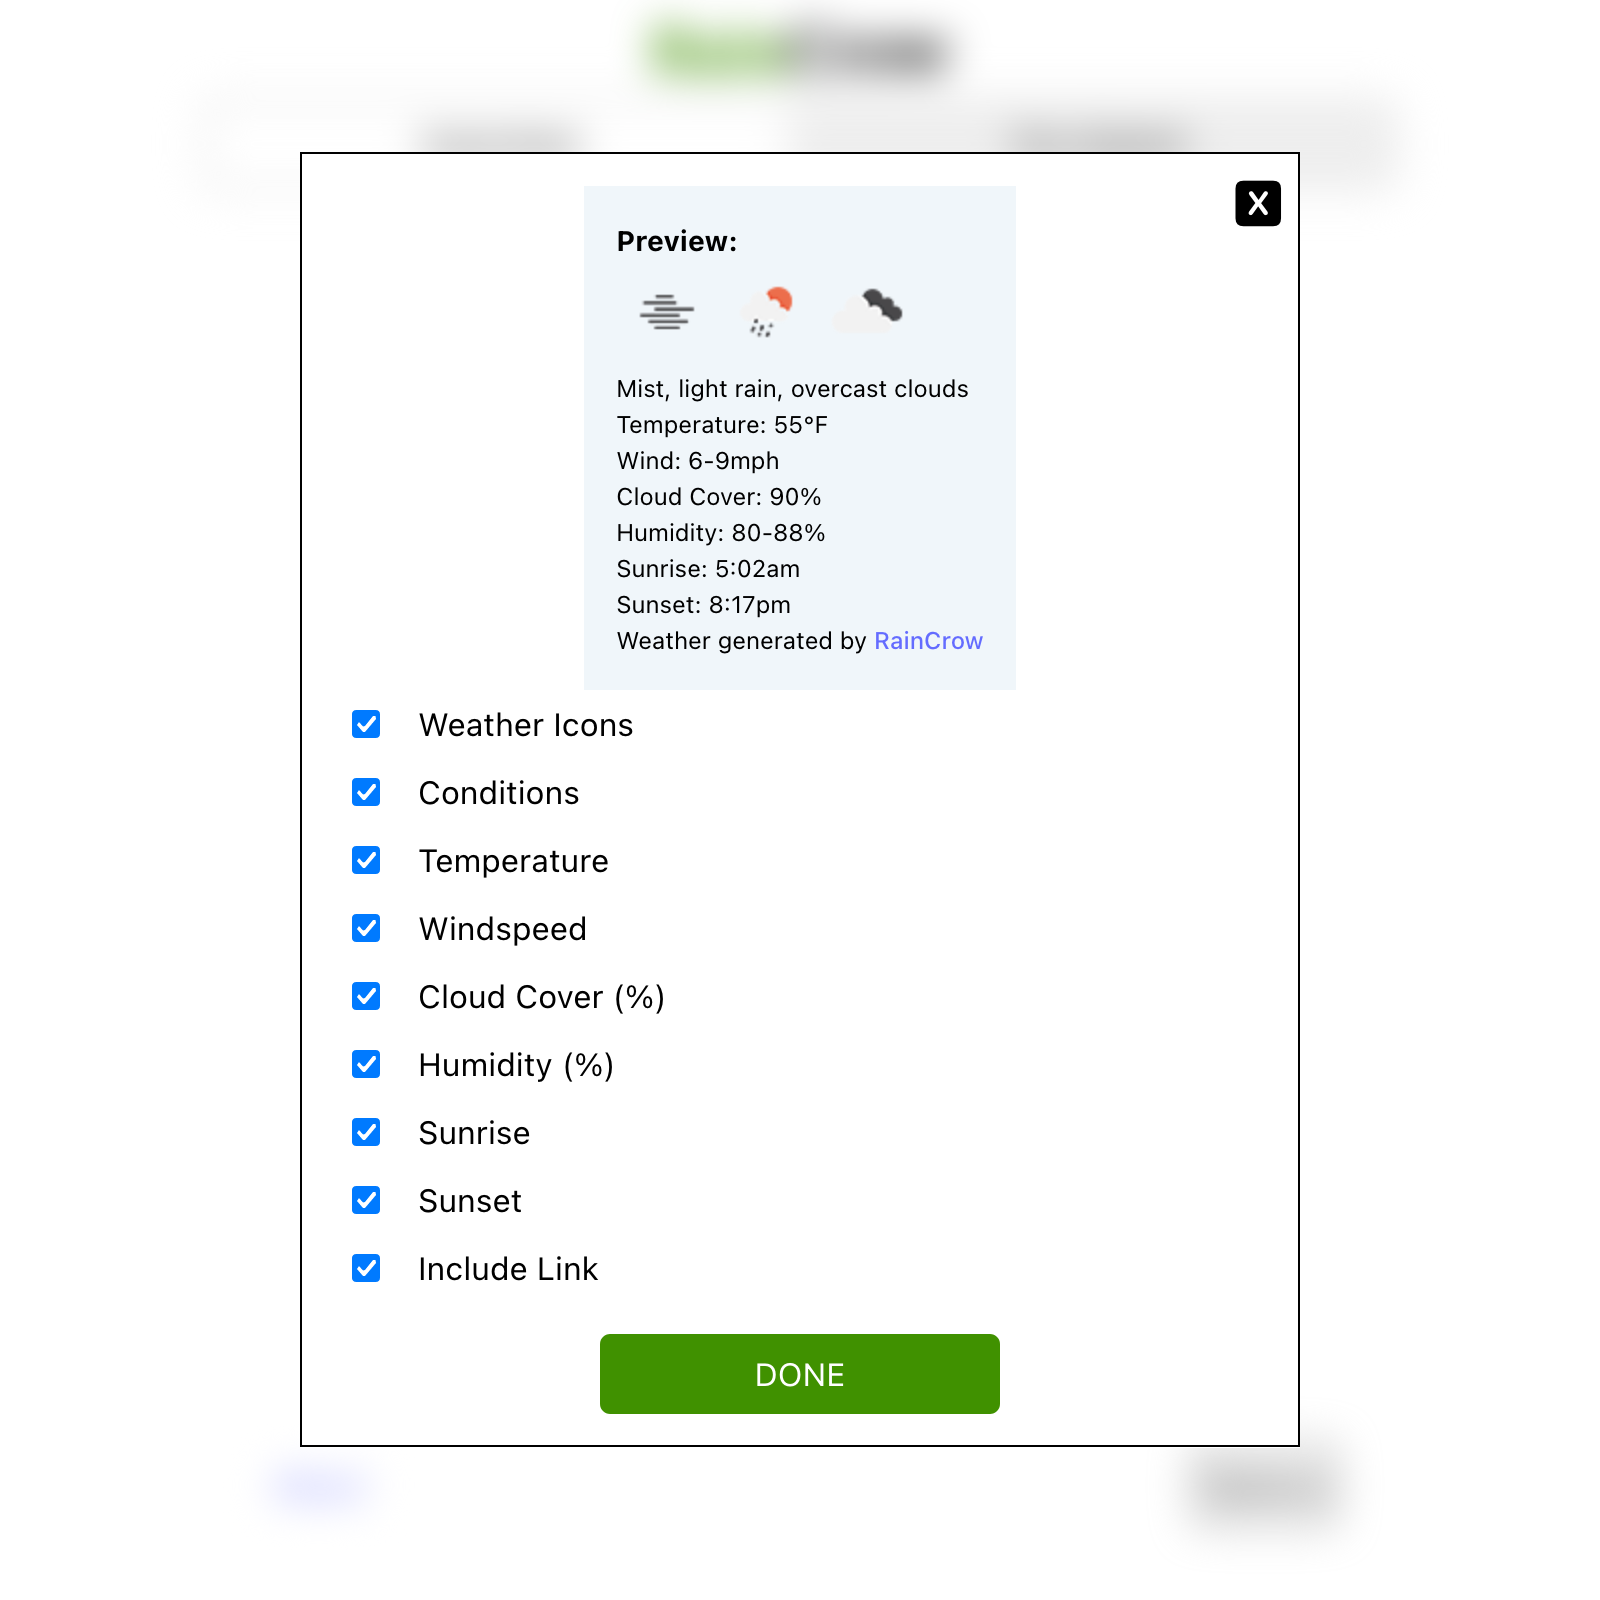 X
Preview:
Mist, light rain, overcast clouds
Temperature: 55°F
Wind: 6-9mph
Cloud Cover: 90%
Humidity: 80-88%
Sunrise: 5:02am
Sunset: 8:17pm
Weather generated by RainCrow
Weather Icons
Conditions
Temperature
Windspeed
Cloud Cover (%)
Humidity (%)
Sunrise
Sunset
Include Link
DONE